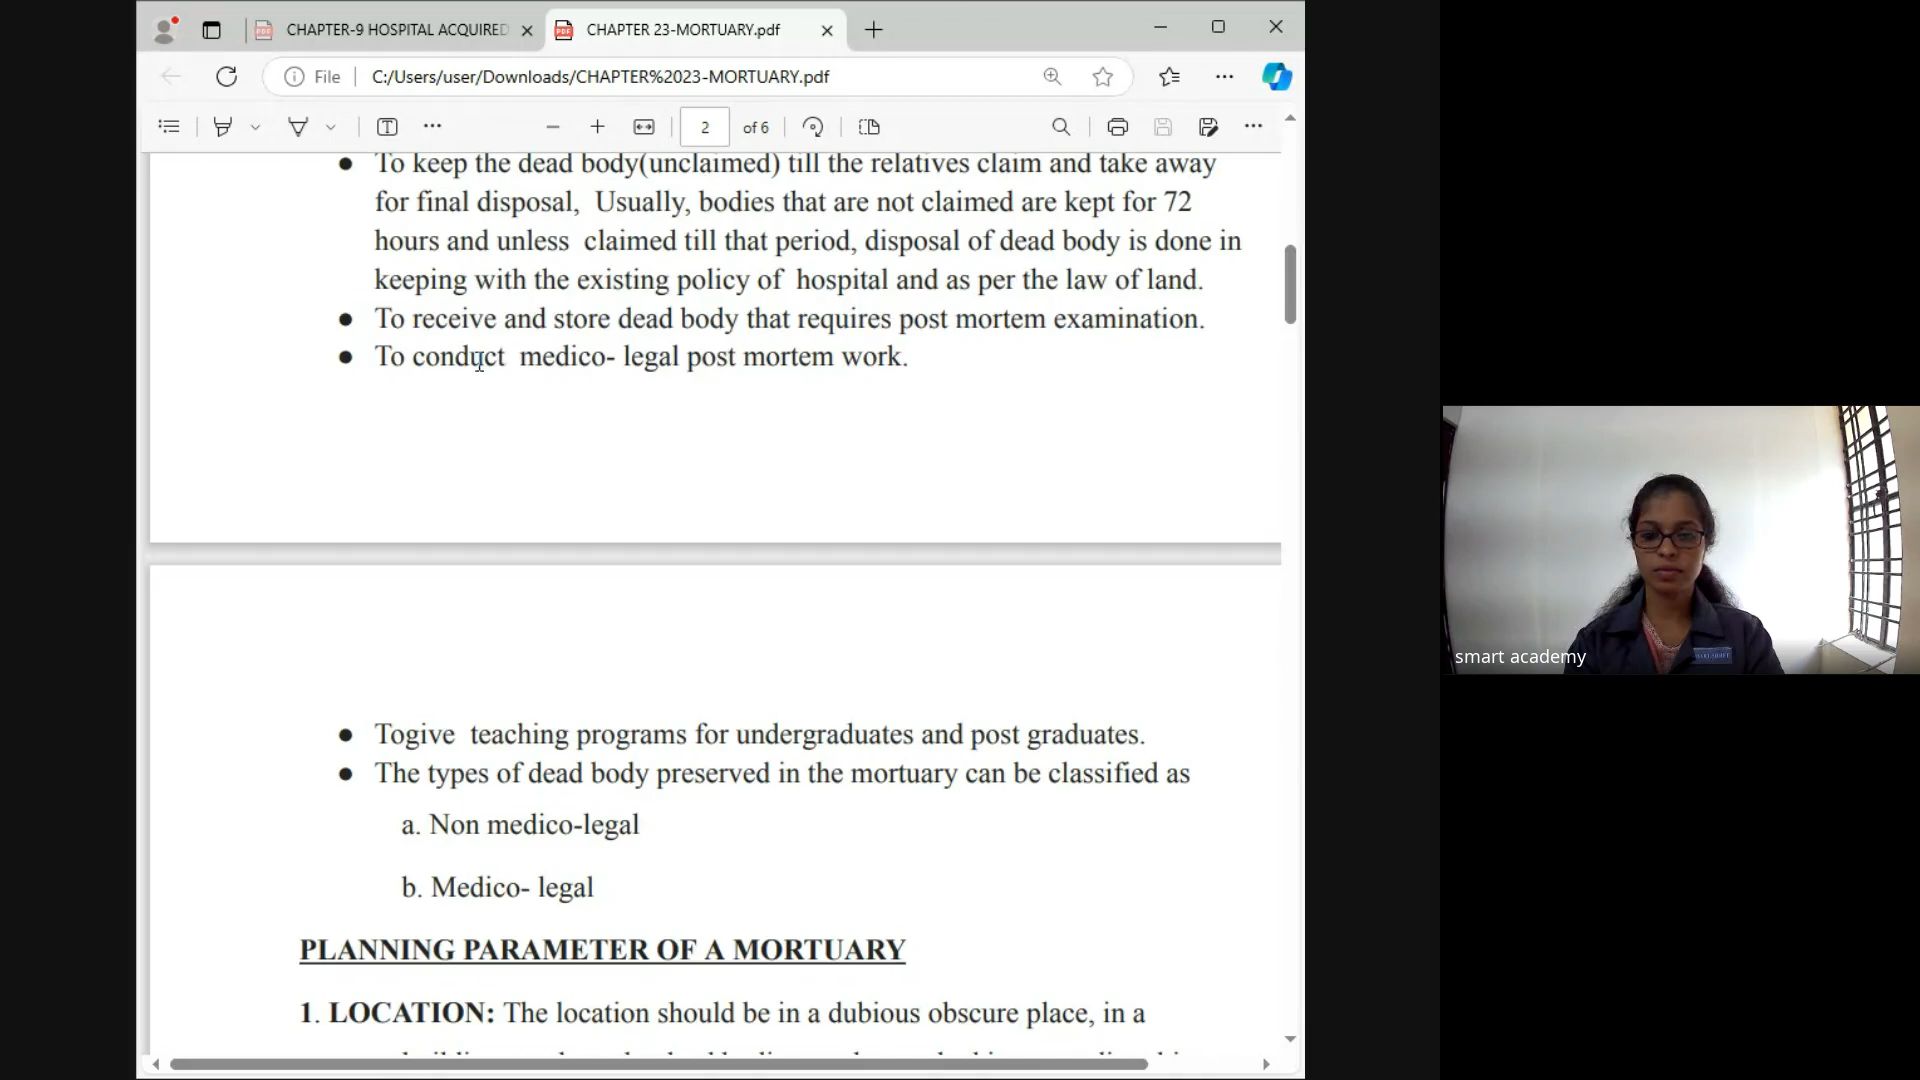 CHAPTER-9 HOSPITAL ACQUIRED
CHAPTER 23-MORTUARY.pdf
File
C:/Users/user/Downloads/CHAPTER%2023-MORTUARY.pdf
2
of 6
● To keep the dead body(unclaimed) till the relatives claim and take away
for final disposal,  Usually, bodies that are not claimed are kept for 72
hours and unless  claimed till that period, disposal of dead body is done in
keeping with the existing policy of  hospital and as per the law of land.
● To receive and store dead body that requires post mortem examination.
● To conduct  medico- legal post mortem work.
● Togive  teaching programs for undergraduates and post graduates.
● The types of dead body preserved in the mortuary can be classified as
a. Non medico-legal
b. Medico- legal
PLANNING PARAMETER OF A MORTUARY
1. LOCATION: The location should be in a dubious obscure place, in a
smart academy